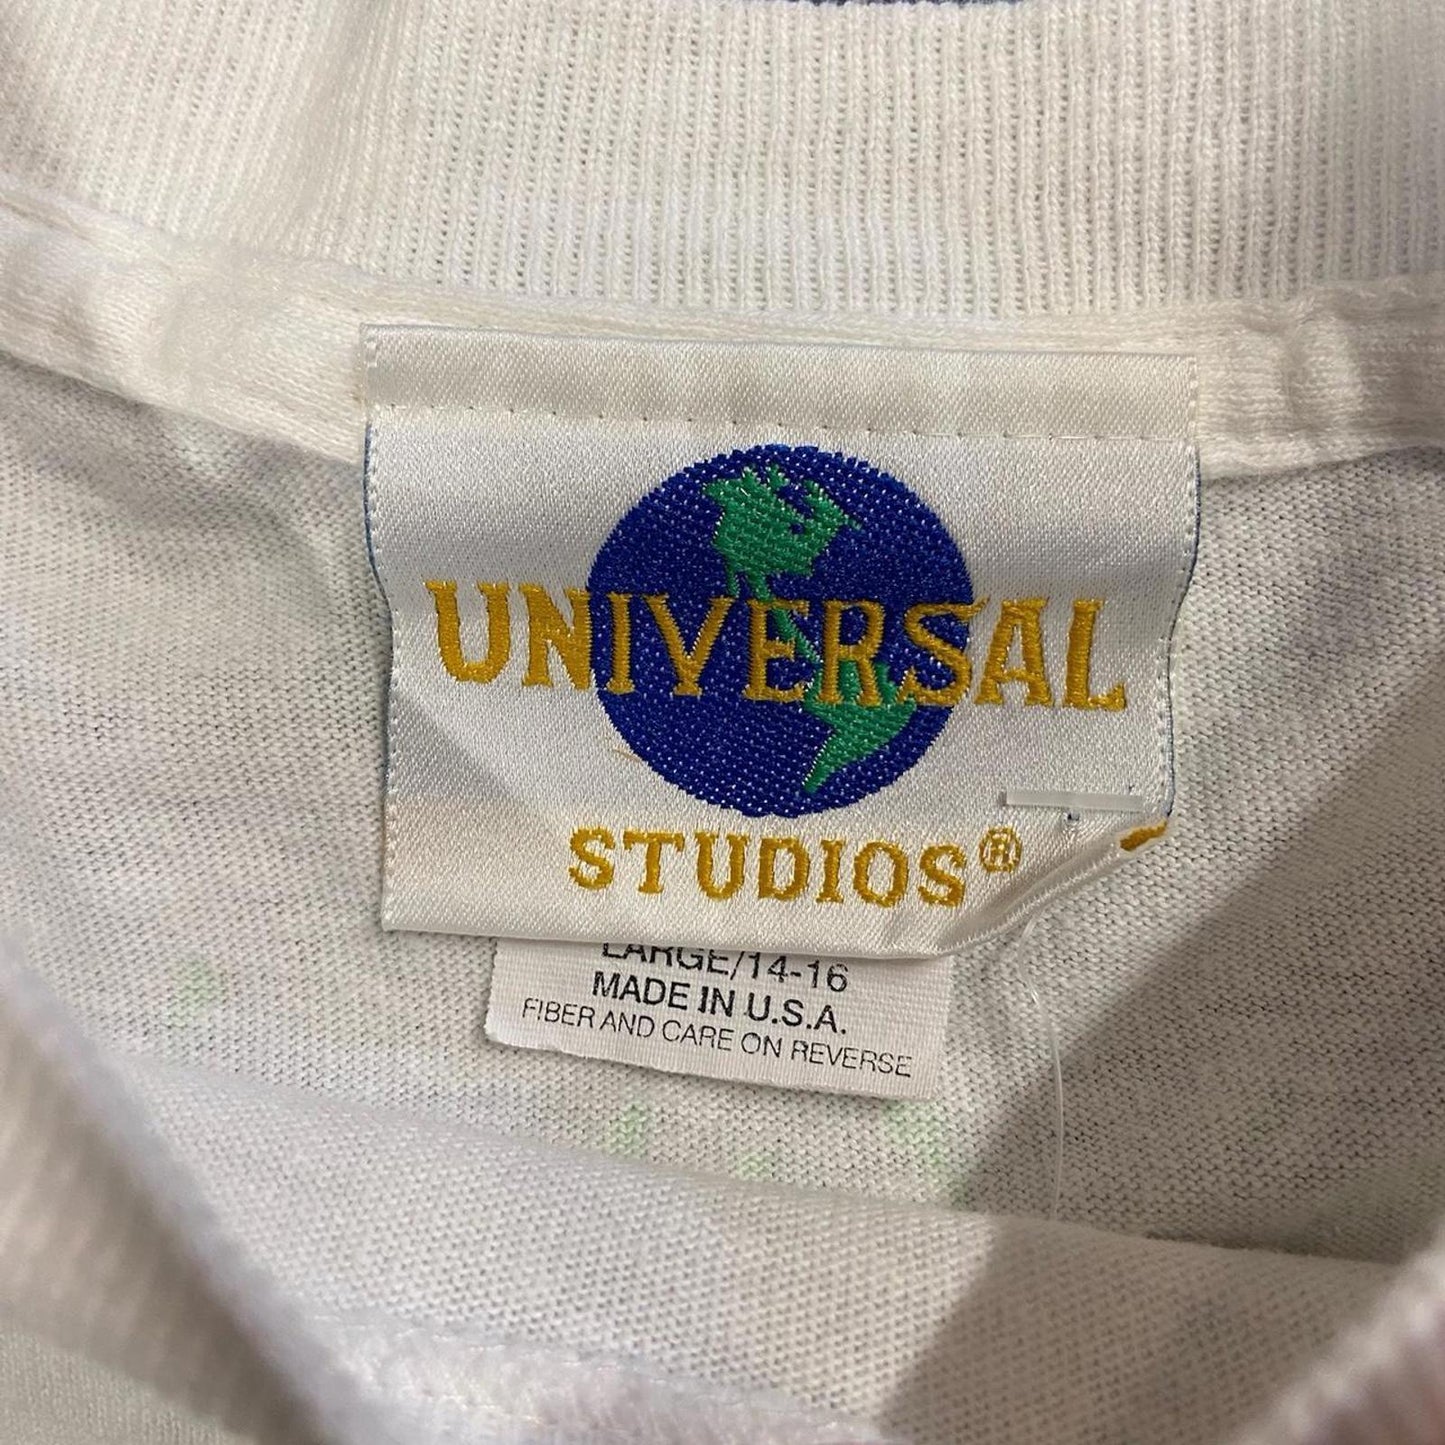 UNIVERSAL
STUDIOS®
LARGE/14-16
MADE IN U.S.A.
FIBER AND CARE ON REVERSE